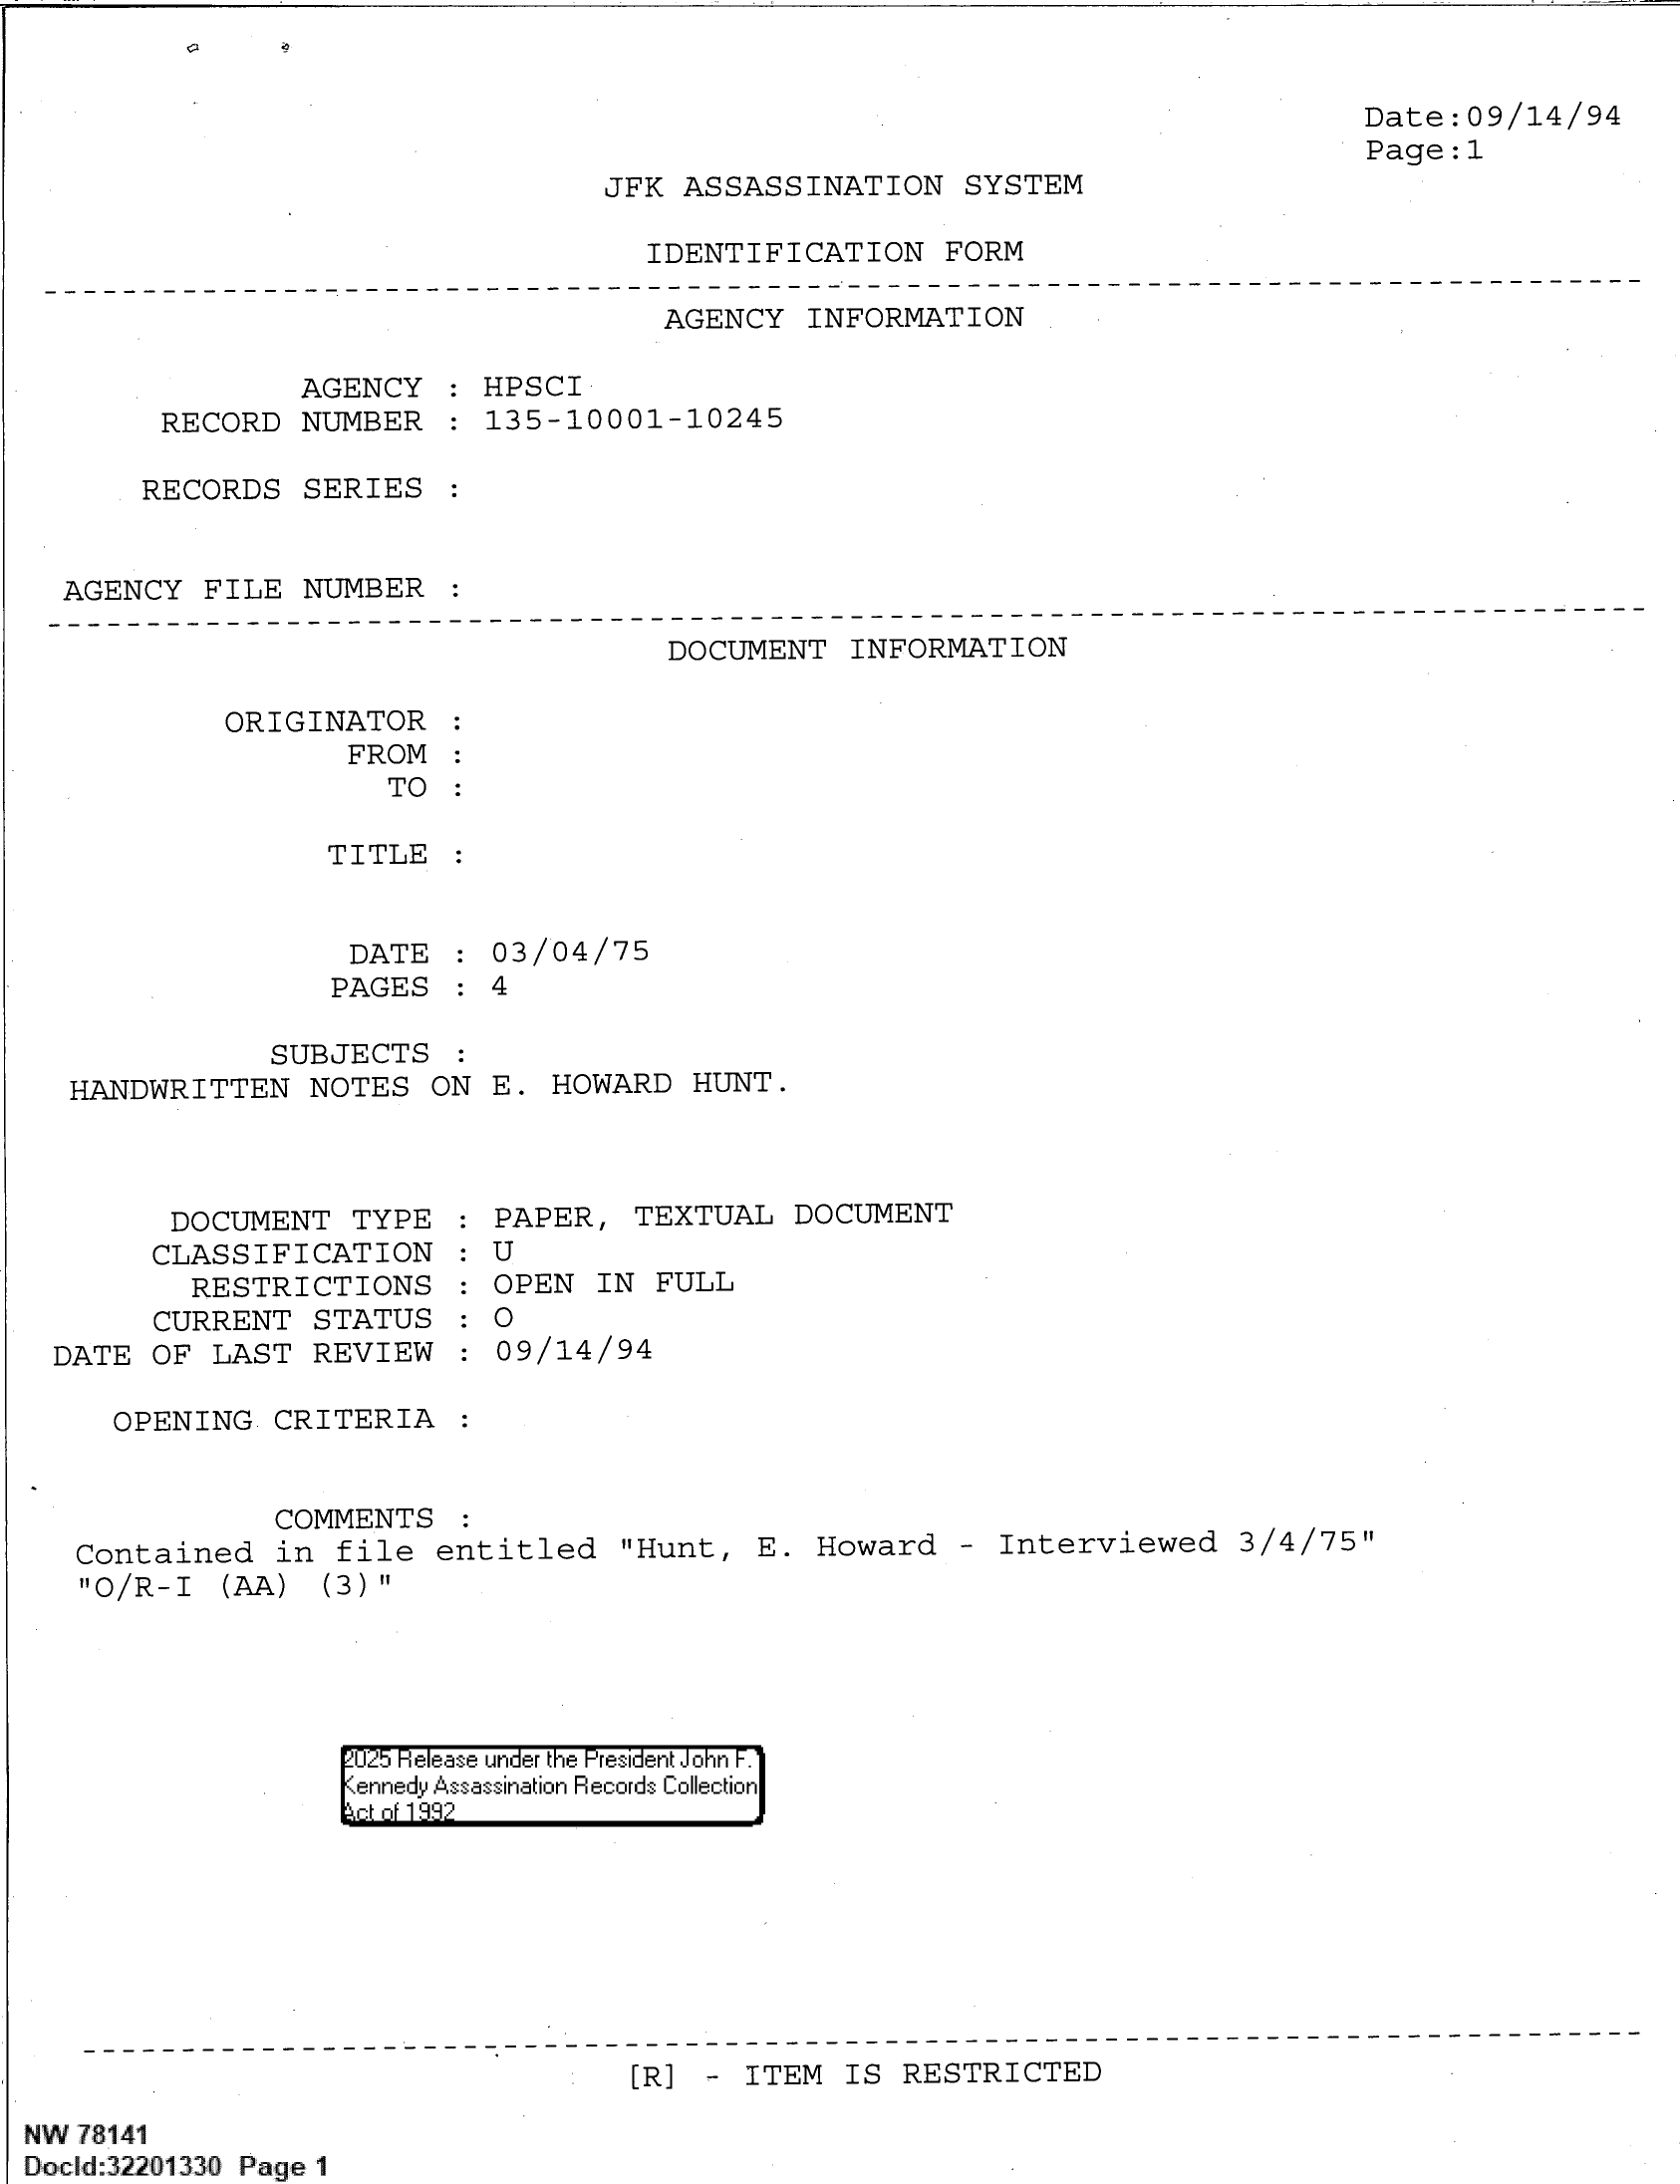 Date:09/14/94
Page:1
JFK ASSASSINATION SYSTEM
IDENTIFICATION FORM
--------------------------------------------------------------------------------
AGENCY INFORMATION
AGENCY : HPSCI
RECORD NUMBER : 135-10001-10245
RECORDS SERIES :
AGENCY FILE NUMBER :
--------------------------------------------------------------------------------
DOCUMENT INFORMATION
ORIGINATOR :
FROM :
TO :
TITLE :
DATE : 03/04/75
PAGES : 4
SUBJECTS :
HANDWRITTEN NOTES ON E. HOWARD HUNT.
DOCUMENT TYPE : PAPER, TEXTUAL DOCUMENT
CLASSIFICATION : U
RESTRICTIONS : OPEN IN FULL
CURRENT STATUS : O
DATE OF LAST REVIEW : 09/14/94
OPENING CRITERIA :
COMMENTS :
Contained in file entitled "Hunt, E. Howard - Interviewed 3/4/75"
"O/R-I (AA) (3)"
2025 Release under the President John F.
Kennedy Assassination Records Collection
Act of 1992
--------------------------------------------------------------------------------
[R] - ITEM IS RESTRICTED
NW 78141
DocId:32201330 Page 1